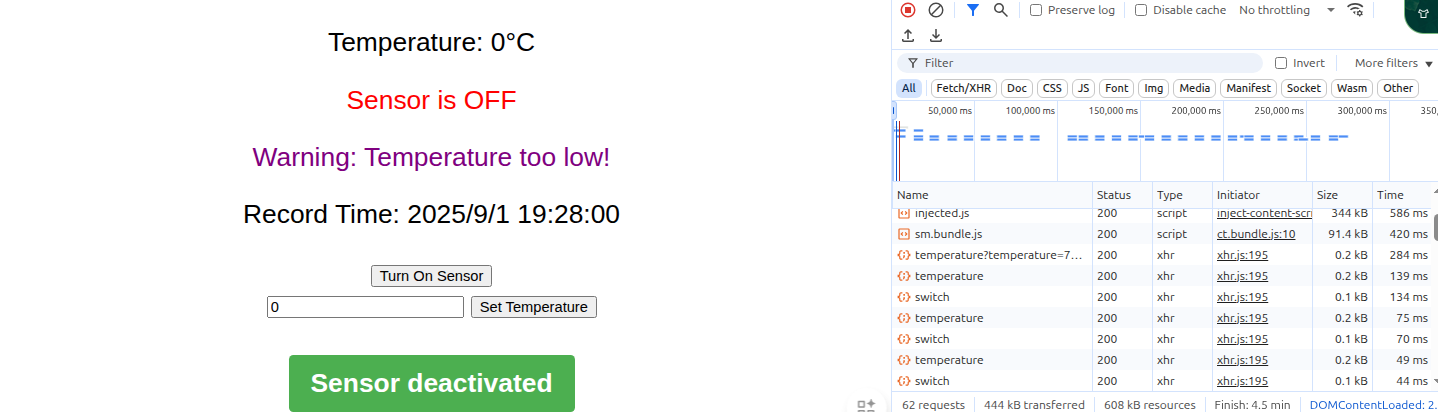 Temperature: 0°C
Sensor is OFF
Warning: Temperature too low!
Record Time: 2025/9/1 19:28:00
Turn On Sensor
0 Set Temperature
Sensor deactivated
Preserve log Disable cache No throttling
Filter Invert More filters
All Fetch/XHR Doc CSS JS Font Img Media Manifest Socket Wasm Other
50,000 ms 100,000 ms 150,000 ms 200,000 ms 250,000 ms 300,000 ms 350,
Name Status Type Initiator Size Time
injected.js 200 script inject-content-scri 344 kB 586 ms
sm.bundle.js 200 script ct.bundle.js:10 91.4 kB 420 ms
temperature?temperature=7... 200 xhr xhr.js:195 0.2 kB 284 ms
temperature 200 xhr xhr.js:195 0.2 kB 139 ms
switch 200 xhr xhr.js:195 0.1 kB 134 ms
temperature 200 xhr xhr.js:195 0.2 kB 75 ms
switch 200 xhr xhr.js:195 0.1 kB 70 ms
temperature 200 xhr xhr.js:195 0.2 kB 49 ms
switch 200 xhr xhr.js:195 0.1 kB 44 ms
62 requests 444 kB transferred 608 kB resources Finish: 4.5 min DOMContentLoaded: 2.